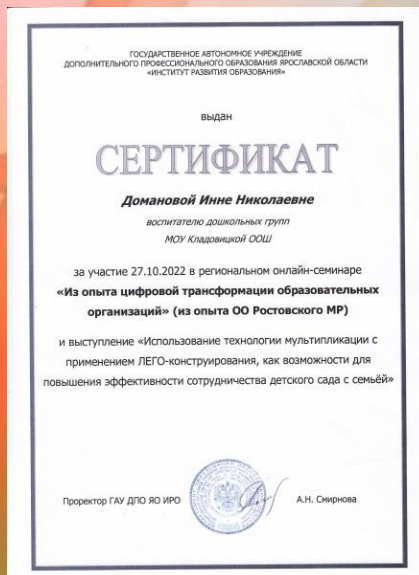 ГОСУДАРСТВЕННОЕ АВТОНОМНОЕ УЧРЕЖДЕНИЕ
ДОПОЛНИТЕЛЬНОГО ПРОФЕССИОНАЛЬНОГО ОБРАЗОВАНИЯ ЯРОСЛАВСКОЙ ОБЛАСТИ
«ИНСТИТУТ РАЗВИТИЯ ОБРАЗОВАНИЯ»
выдан
СЕРТИФИКАТ
Домановой Инне Николаевне
воспитателю дошкольных групп
МОУ Кладовицкой ООШ
за участие 27.10.2022 в региональном онлайн-семинаре
«Из опыта цифровой трансформации образовательных
организаций» (из опыта ОО Ростовского МР)
и выступление «Использование технологии мультипликации с
применением ЛЕГО-конструирования, как возможности для
повышения эффективности сотрудничества детского сада с семьёй»
Проректор ГАУ ДПО ЯО ИРО А.Н. Смирнова